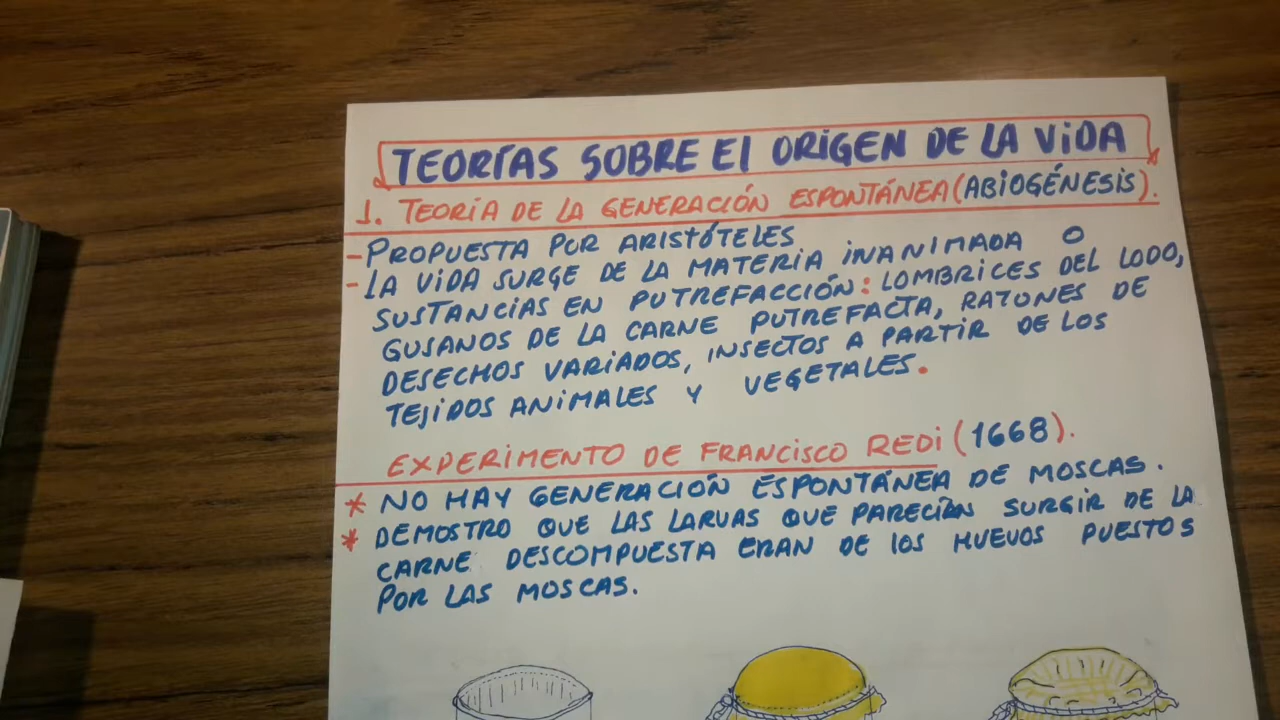 TEORÍAS SOBRE El ORIGEN DE LA VIDA
1. TEORÍA DE LA GENERACIÓN ESPONTÁNEA (ABIOGÉNESIS).
- PROPUESTA POR ARISTÓTELES
- LA VIDA SURGE DE LA MATERIA INANIMADA O
SUSTANCIAS EN PUTREFACCIÓN: LOMBRICES DEL LODO,
GUSANOS DE LA CARNE PUTREFACTA, RATONES DE
DESECHOS VARIADOS, INSECTOS A PARTIR DE LOS
TEJIDOS ANIMALES Y VEGETALES.
EXPERIMENTO DE FRANCISCO REDI (1668).
* NO HAY GENERACIÓN ESPONTÁNEA DE MOSCAS.
* DEMOSTRO QUE LAS LARVAS QUE PARECÍAN SURGIR DE LA
CARNE DESCOMPUESTA ERAN DE lOS HUEVOS PUESTOS
POR LAS MOSCAS.